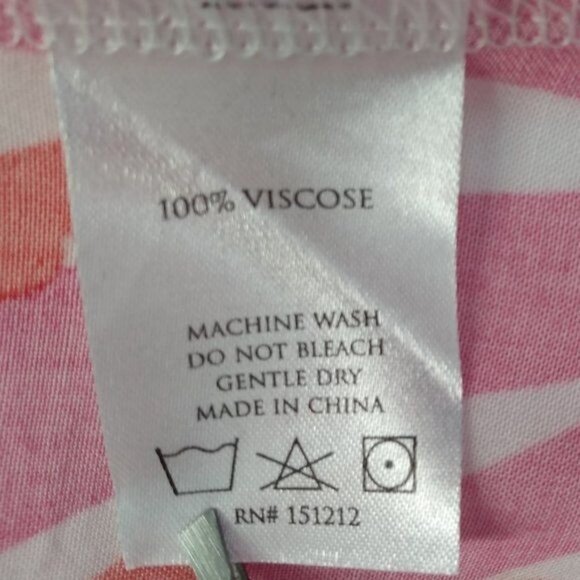 100% VISCOSE
MACHINE WASH
DO NOT BLEACH
GENTLE DRY
MADE IN CHINA
RN# 151212